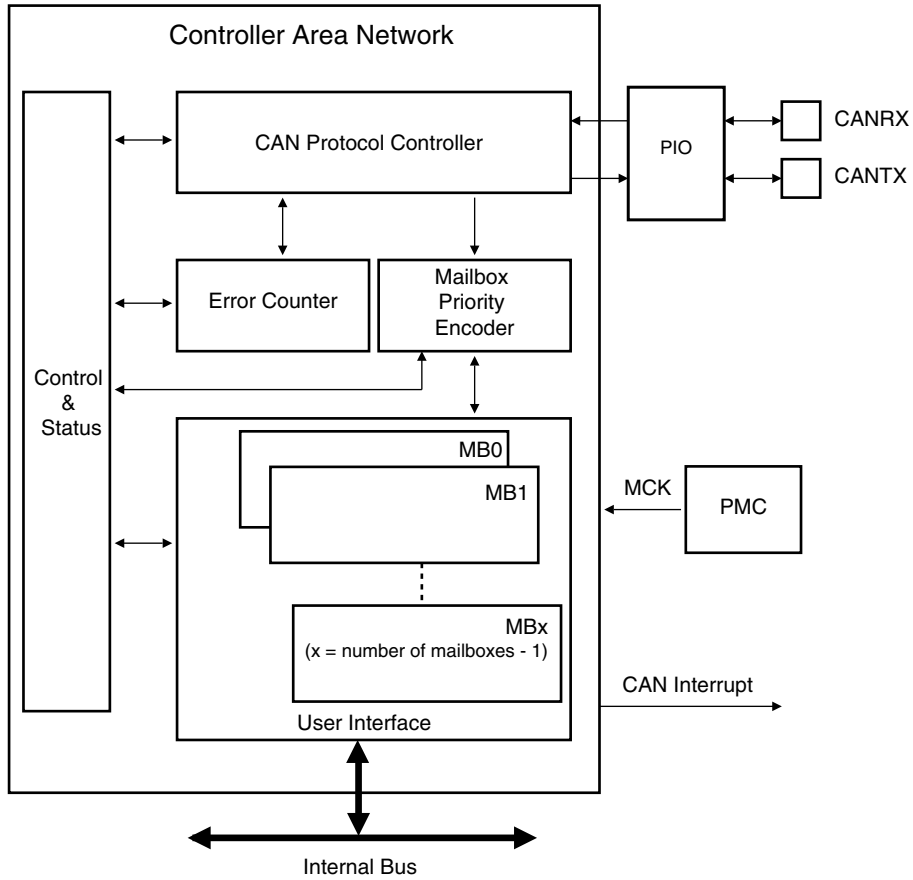 Controller Area Network
CAN Protocol Controller
PIO
CANRX
CANTX
Error Counter
Mailbox
Priority
Encoder
Control
&
Status
MB0
MB1
MCK
PMC
MBx
(x = number of mailboxes - 1)
CAN Interrupt
User Interface
Internal Bus